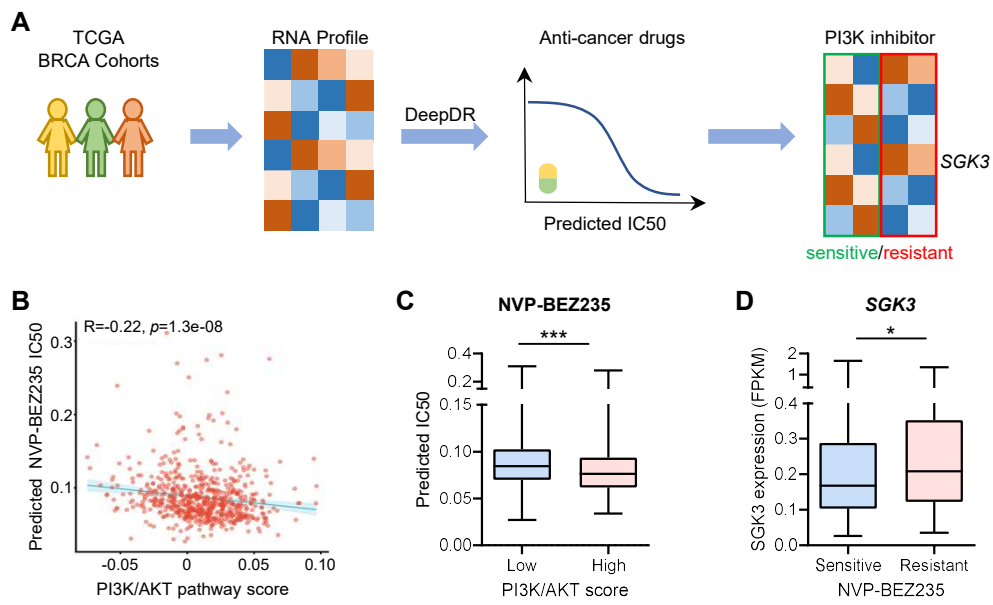 A
TCGA
BRCA Cohorts
RNA Profile
DeepDR
Anti-cancer drugs
Predicted IC50
PI3K inhibitor
SGK3
sensitive/resistant
B
R=-0.22, p=1.3e-08
Predicted NVP-BEZ235 IC50
0.3
0.2
0.1
-0.05
0
0.05
0.10
PI3K/AKT pathway score
C
NVP-BEZ235
***
Predicted IC50
0.4
0.2
0.15
0.10
0.05
0.00
Low
High
PI3K/AKT score
D
SGK3
*
SGK3 expression (FPKM)
2
1
0.4
0.3
0.2
0.1
0.0
Sensitive
Resistant
NVP-BEZ235